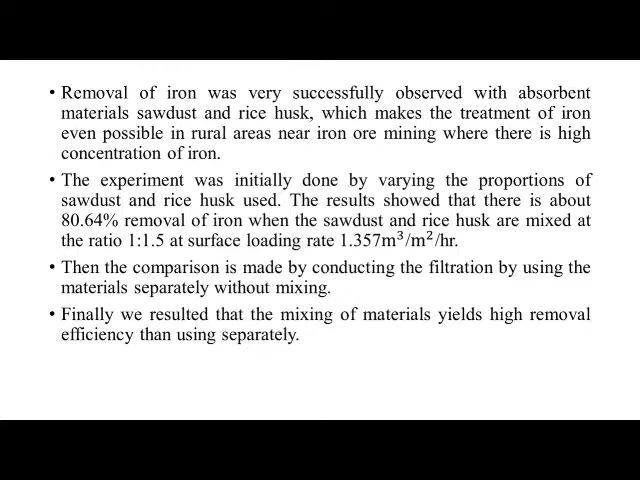 • Removal of iron was very successfully observed with absorbent
materials sawdust and rice husk, which makes the treatment of iron
even possible in rural areas near iron ore mining where there is high
concentration of iron.
• The experiment was initially done by varying the proportions of
sawdust and rice husk used. The results showed that there is about
80.64% removal of iron when the sawdust and rice husk are mixed at
the ratio 1:1.5 at surface loading rate 1.357m³/m²/hr.
• Then the comparison is made by conducting the filtration by using the
materials separately without mixing.
• Finally we resulted that the mixing of materials yields high removal
efficiency than using separately.